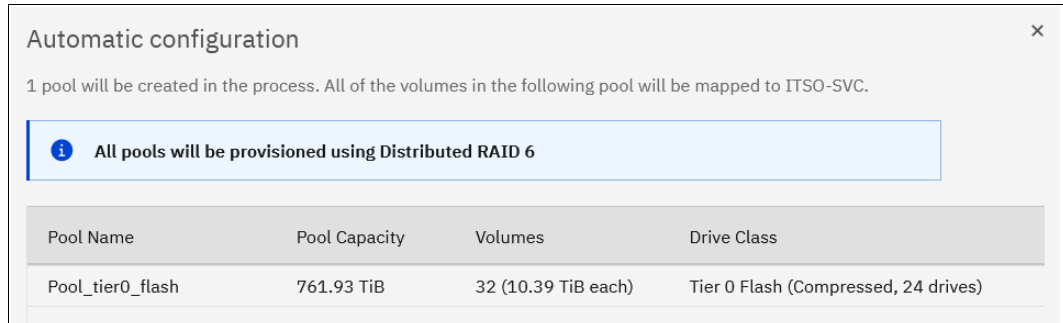 Automatic configuration
1 pool will be created in the process. All of the volumes in the following pool will be mapped to ITSO-SVC.
All pools will be provisioned using Distributed RAID 6
Pool Name Pool Capacity Volumes Drive Class
Pool_tier0_flash 761.93 TiB 32 (10.39 TiB each) Tier 0 Flash (Compressed, 24 drives)